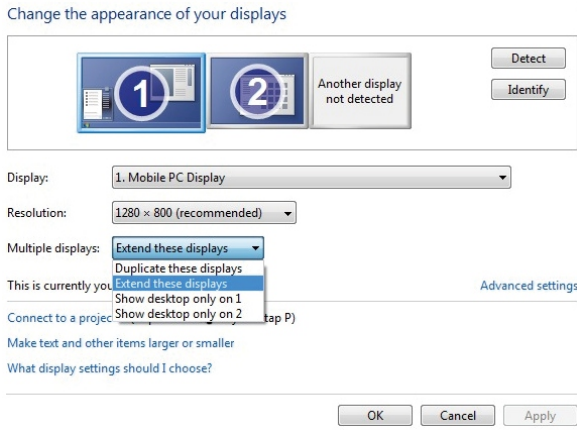 Change the appearance of your displays
1
2
Another display
not detected
Detect
Identify
Display:
1. Mobile PC Display
Resolution:
1280 × 800 (recommended)
Multiple displays:
Extend these displays
Duplicate these displays
Extend these displays
Show desktop only on 1
Show desktop only on 2
This is currently you
Advanced settings
Connect to a tap P)
Make text and other items larger or smaller
What display settings should I choose?
OK
Cancel
Apply